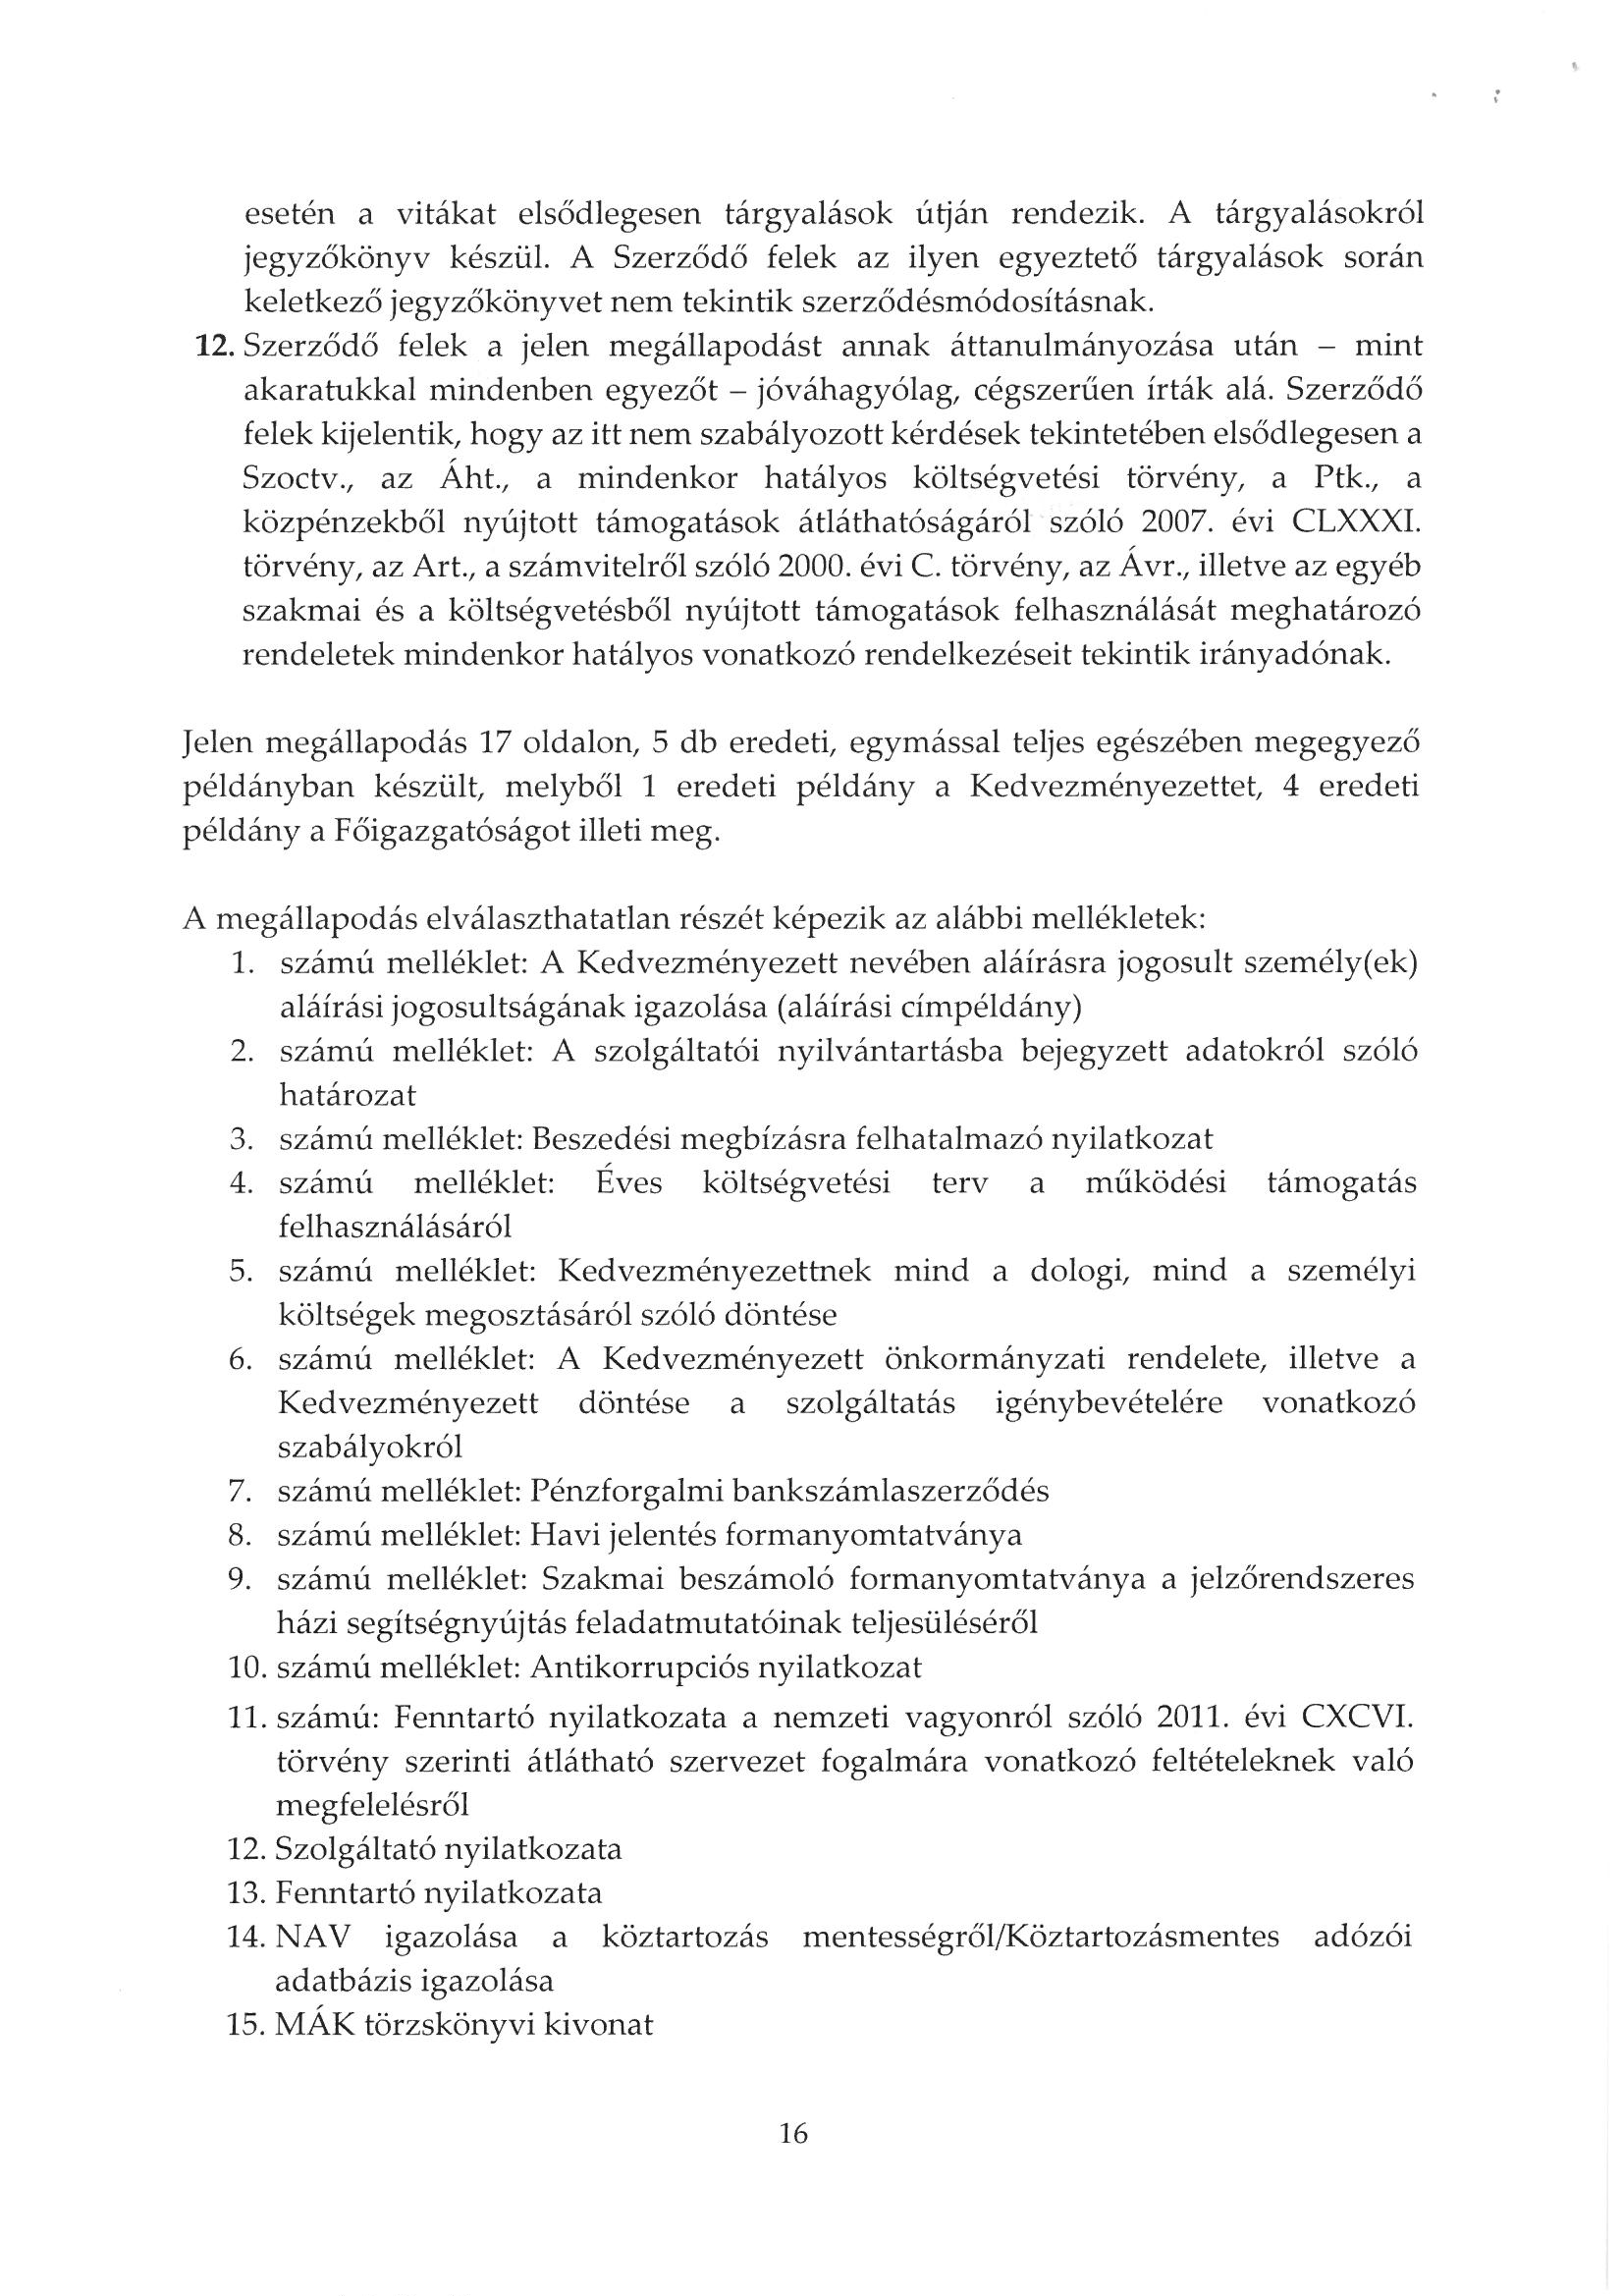 esetén a vitákat elsődlegesen tárgyalások útján rendezik. A tárgyalásokról
jegyzőkönyv készül. A Szerződő felek az ilyen egyeztető tárgyalások során
keletkező jegyzőkönyvet nem tekintik szerződésmódosításnak.
12. Szerződő felek a jelen megállapodást annak áttanulmányozása után – mint
akaratukkal mindenben egyezőt – jóváhagyólag, cégszerűen írták alá. Szerződő
felek kijelentik, hogy az itt nem szabályozott kérdések tekintetében elsődlegesen a
Szoctv., az Áht., a mindenkor hatályos költségvetési törvény, a Ptk., a
közpénzekből nyújtott támogatások átláthatóságáról szóló 2007. évi CLXXXI.
törvény, az Art., a számvitelről szóló 2000. évi C. törvény, az Ávr., illetve az egyéb
szakmai és a költségvetésből nyújtott támogatások felhasználását meghatározó
rendeletek mindenkor hatályos vonatkozó rendelkezéseit tekintik irányadónak.
Jelen megállapodás 17 oldalon, 5 db eredeti, egymással teljes egészében megegyező
példányban készült, melyből 1 eredeti példány a Kedvezményezettet, 4 eredeti
példány a Főigazgatóságot illeti meg.
A megállapodás elválaszthatatlan részét képezik az alábbi mellékletek:
1. számú melléklet: A Kedvezményezett nevében aláírásra jogosult személy(ek)
aláírási jogosultságának igazolása (aláírási címpéldány)
2. számú melléklet: A szolgáltatói nyilvántartásba bejegyzett adatokról szóló
határozat
3. számú melléklet: Beszedési megbízásra felhatalmazó nyilatkozat
4. számú melléklet: Éves költségvetési terv a működési támogatás
felhasználásáról
5. számú melléklet: Kedvezményezettnek mind a dologi, mind a személyi
költségek megosztásáról szóló döntése
6. számú melléklet: A Kedvezményezett önkormányzati rendelete, illetve a
Kedvezményezett döntése a szolgáltatás igénybevételére vonatkozó
szabályokról
7. számú melléklet: Pénzforgalmi bankszámlaszerződés
8. számú melléklet: Havi jelentés formanyomtatványa
9. számú melléklet: Szakmai beszámoló formanyomtatványa a jelzőrendszeres
házi segítségnyújtás feladatmutatóinak teljesüléséről
10. számú melléklet: Antikorrupciós nyilatkozat
11. számú: Fenntartó nyilatkozata a nemzeti vagyonról szóló 2011. évi CXCVI.
törvény szerinti átlátható szervezet fogalmára vonatkozó feltételeknek való
megfelelésről
12. Szolgáltató nyilatkozata
13. Fenntartó nyilatkozata
14. NAV igazolása a köztartozás mentességről/Köztartozásmentes adózói
adatbázis igazolása
15. MÁK törzskönyvi kivonat
16